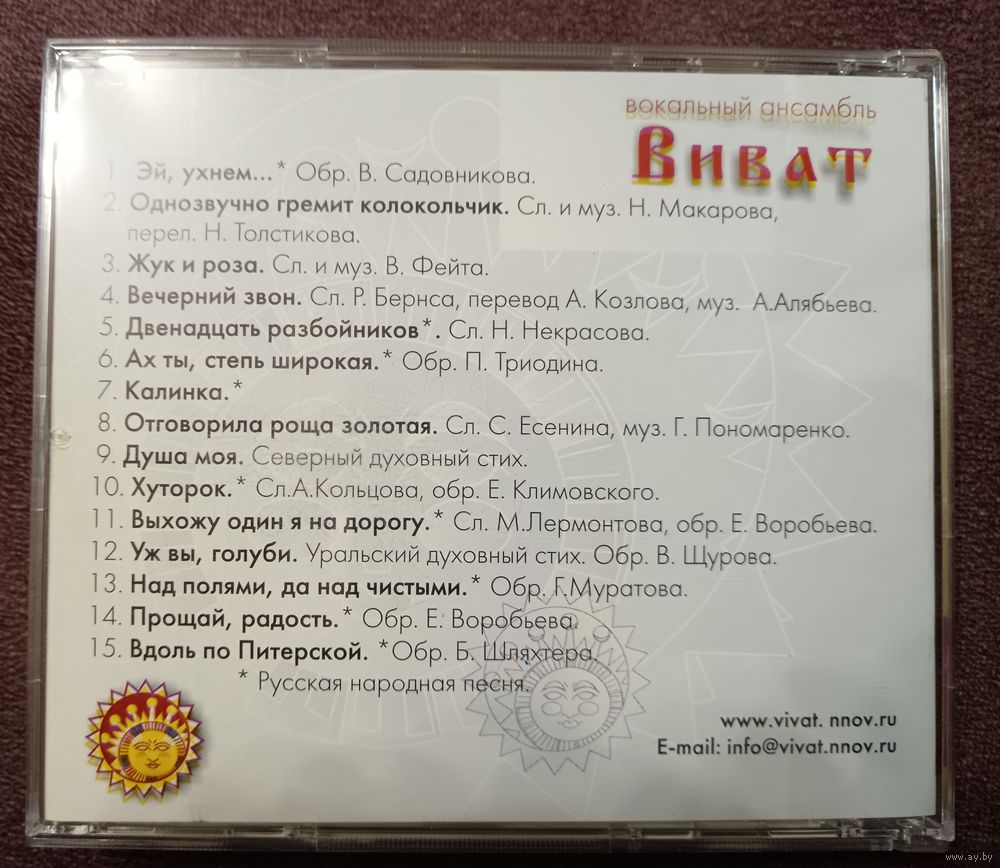 вокальный ансамбль
Виват
1. Эй, ухнем...* Обр. В. Садовникова.
2. Однозвучно гремит колокольчик. Сл. и муз. Н. Макарова,
перел. Н. Толстикова.
3. Жук и роза. Сл. и муз. В. Фейта.
4. Вечерний звон. Сл. Р. Бернса, перевод А. Козлова, муз. А.Алябьева.
5. Двенадцать разбойников*. Сл. Н. Некрасова.
6. Ах ты, степь широкая.* Обр. П. Триодина.
7. Калинка.*
8. Отговорила роща золотая. Сл. С. Есенина, муз. Г. Пономаренко.
9. Душа моя. Северный духовный стих.
10. Хуторок.* Сл.А.Кольцова, обр. Е. Климовского.
11. Выхожу один я на дорогу.* Сл. М.Лермонтова, обр. Е. Воробьева.
12. Уж вы, голуби. Уральский духовный стих. Обр. В. Щурова.
13. Над полями, да над чистыми.* Обр. Г.Муратова.
14. Прощай, радость.* Обр. Е. Воробьева.
15. Вдоль по Питерской. *Обр. Б. Шляхтера.
* Русская народная песня.
www.vivat. nnov.ru
E-mail: info@vivat.nnov.ru
www.ay.by